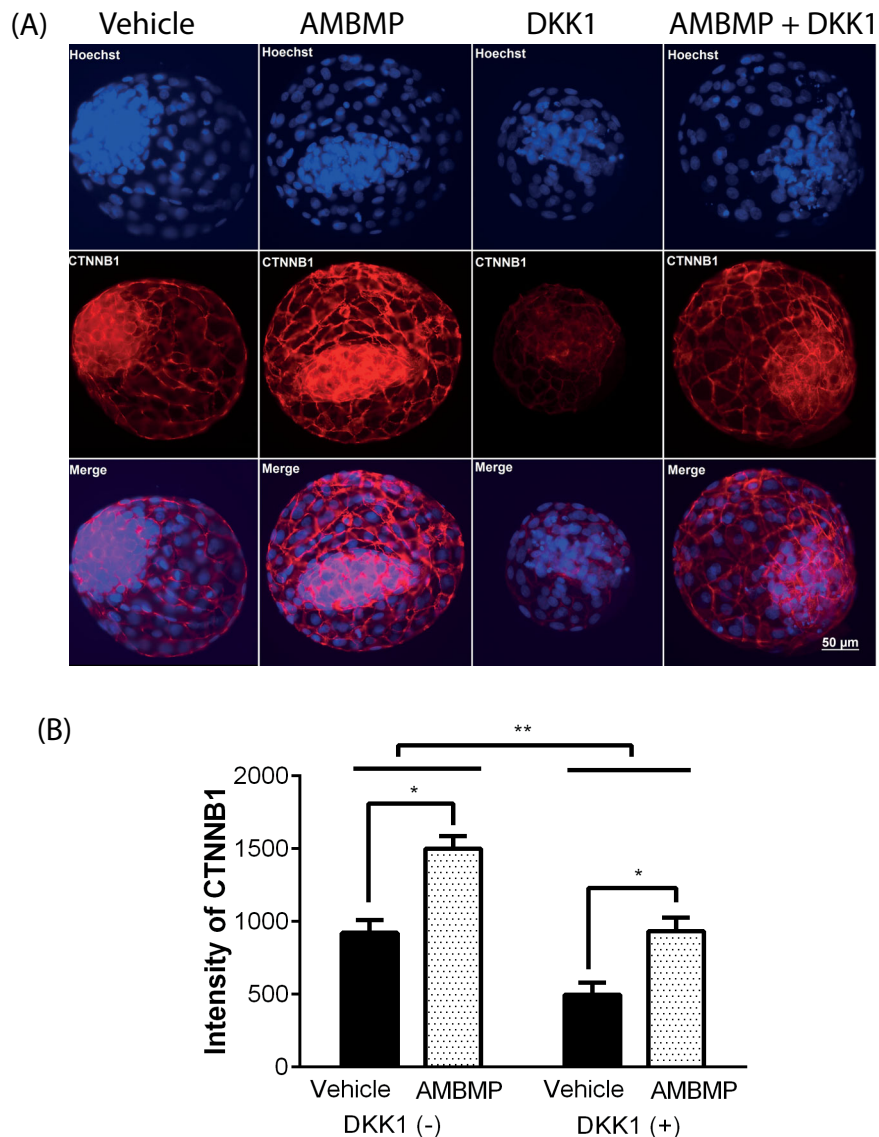 (A) Vehicle AMBMP DKK1 AMBMP + DKK1
Hoechst Hoechst Hoechst Hoechst
CTNNB1 CTNNB1 CTNNB1 CTNNB1
Merge Merge Merge Merge
50 µm
(B)
**
2000
*
1500
*
1000
500
0
Intensity of CTNNB1
Vehicle AMBMP Vehicle AMBMP
DKK1 (-) DKK1 (+)